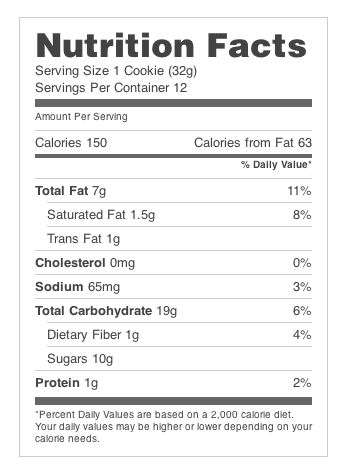 Nutrition Facts
Serving Size 1 Cookie (32g)
Servings Per Container 12
Amount Per Serving
Calories 150 Calories from Fat 63
% Daily Value*
Total Fat 7g 11%
Saturated Fat 1.5g 8%
Trans Fat 1g
Cholesterol 0mg 0%
Sodium 65mg 3%
Total Carbohydrate 19g 6%
Dietary Fiber 1g 4%
Sugars 10g
Protein 1g 2%
*Percent Daily Values are based on a 2,000 calorie diet.
Your daily values may be higher or lower depending on your
calorie needs.